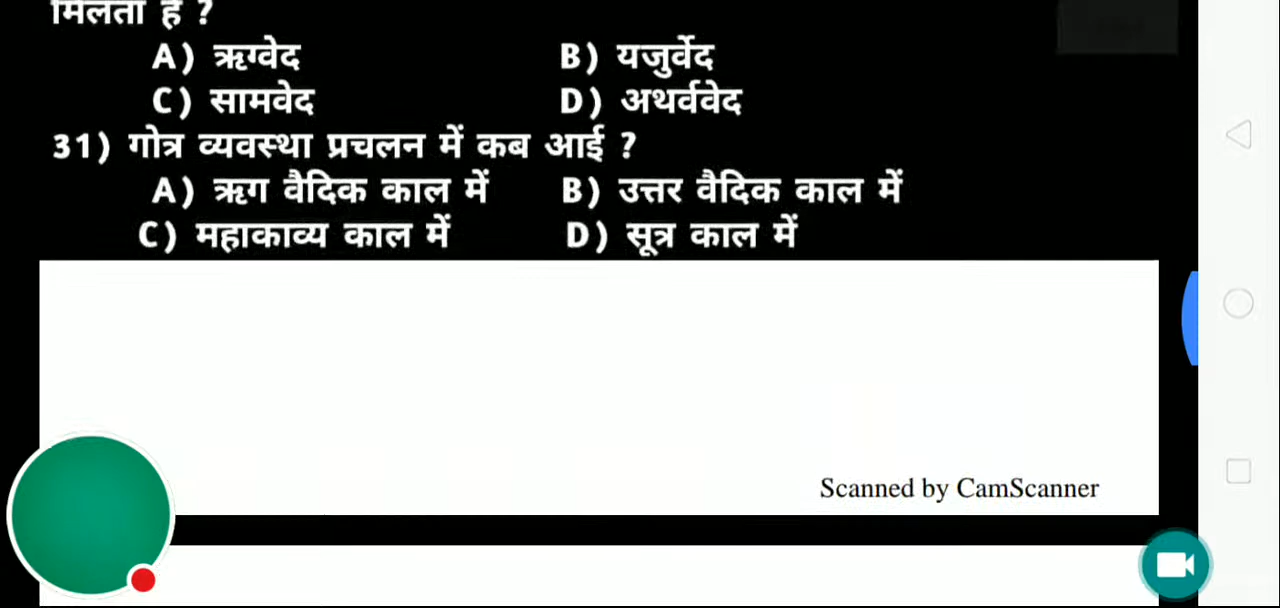 मिलता है ?
A) ऋग्वेद B) यजुर्वेद
C) सामवेद D) अथर्ववेद
31) गोत्र व्यवस्था प्रचलन में कब आई ?
A) ऋग वैदिक काल में B) उत्तर वैदिक काल में
C) महाकाव्य काल में D) सूत्र काल में
Scanned by CamScanner